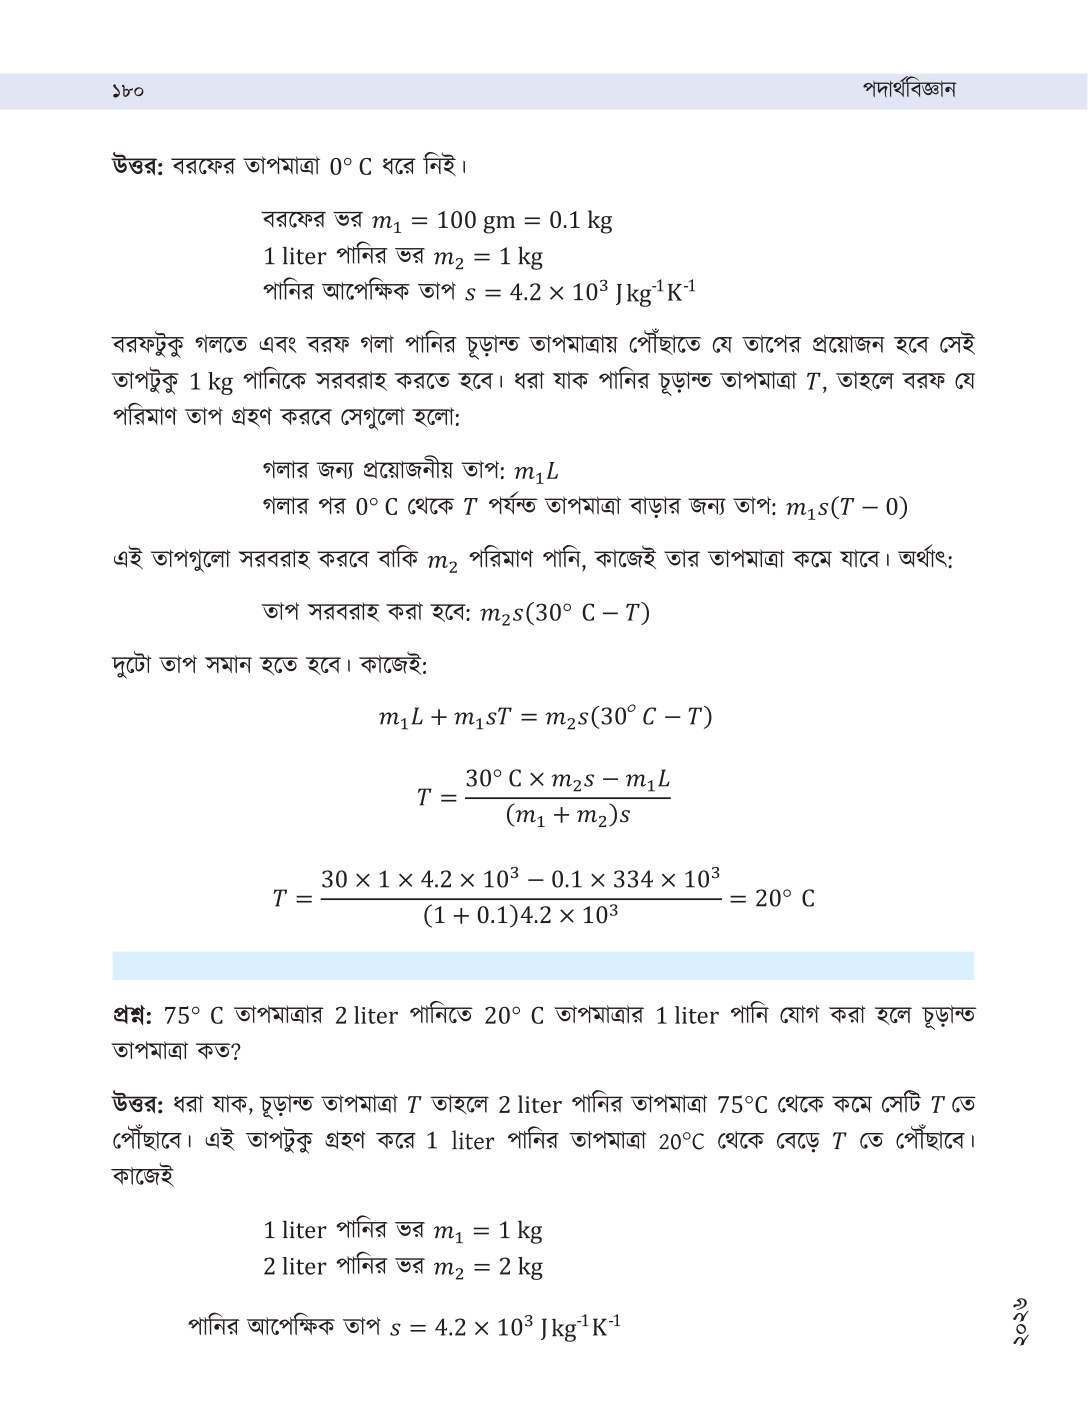 ১৮০ পদার্থবিজ্ঞান
উত্তর: বরফের তাপমাত্রা 0° C ধরে নিই।
বরফের ভর m₁ = 100 gm = 0.1 kg
1 liter পানির ভর m₂ = 1 kg
পানির আপেক্ষিক তাপ s = 4.2 × 10³ Jkg⁻¹K⁻¹
বরফটুকু গলতে এবং বরফ গলা পানির চূড়ান্ত তাপমাত্রায় পৌঁছাতে যে তাপের প্রয়োজন হবে সেই
তাপটুকু 1 kg পানিকে সরবরাহ করতে হবে। ধরা যাক পানির চূড়ান্ত তাপমাত্রা T, তাহলে বরফ যে
পরিমাণ তাপ গ্রহণ করবে সেগুলো হলো:
গলার জন্য প্রয়োজনীয় তাপ: m₁L
গলার পর 0° C থেকে T পর্যন্ত তাপমাত্রা বাড়ার জন্য তাপ: m₁s(T − 0)
এই তাপগুলো সরবরাহ করবে বাকি m₂ পরিমাণ পানি, কাজেই তার তাপমাত্রা কমে যাবে। অর্থাৎ:
তাপ সরবরাহ করা হবে: m₂s(30° C − T)
দুটো তাপ সমান হতে হবে। কাজেই:
m₁L + m₁sT = m₂s(30° C − T)
T = (30° C × m₂s − m₁L) / (m₁ + m₂)s
T = (30 × 1 × 4.2 × 10³ − 0.1 × 334 × 10³) / (1 + 0.1)4.2 × 10³ = 20° C
প্রশ্ন: 75° C তাপমাত্রার 2 liter পানিতে 20° C তাপমাত্রার 1 liter পানি যোগ করা হলে চূড়ান্ত
তাপমাত্রা কত?
উত্তর: ধরা যাক, চূড়ান্ত তাপমাত্রা T তাহলে 2 liter পানির তাপমাত্রা 75°C থেকে কমে সেটি T তে
পৌঁছাবে। এই তাপটুকু গ্রহণ করে 1 liter পানির তাপমাত্রা 20°C থেকে বেড়ে T তে পৌঁছাবে।
কাজেই
1 liter পানির ভর m₁ = 1 kg
2 liter পানির ভর m₂ = 2 kg
পানির আপেক্ষিক তাপ s = 4.2 × 10³ Jkg⁻¹K⁻¹
২০২৬